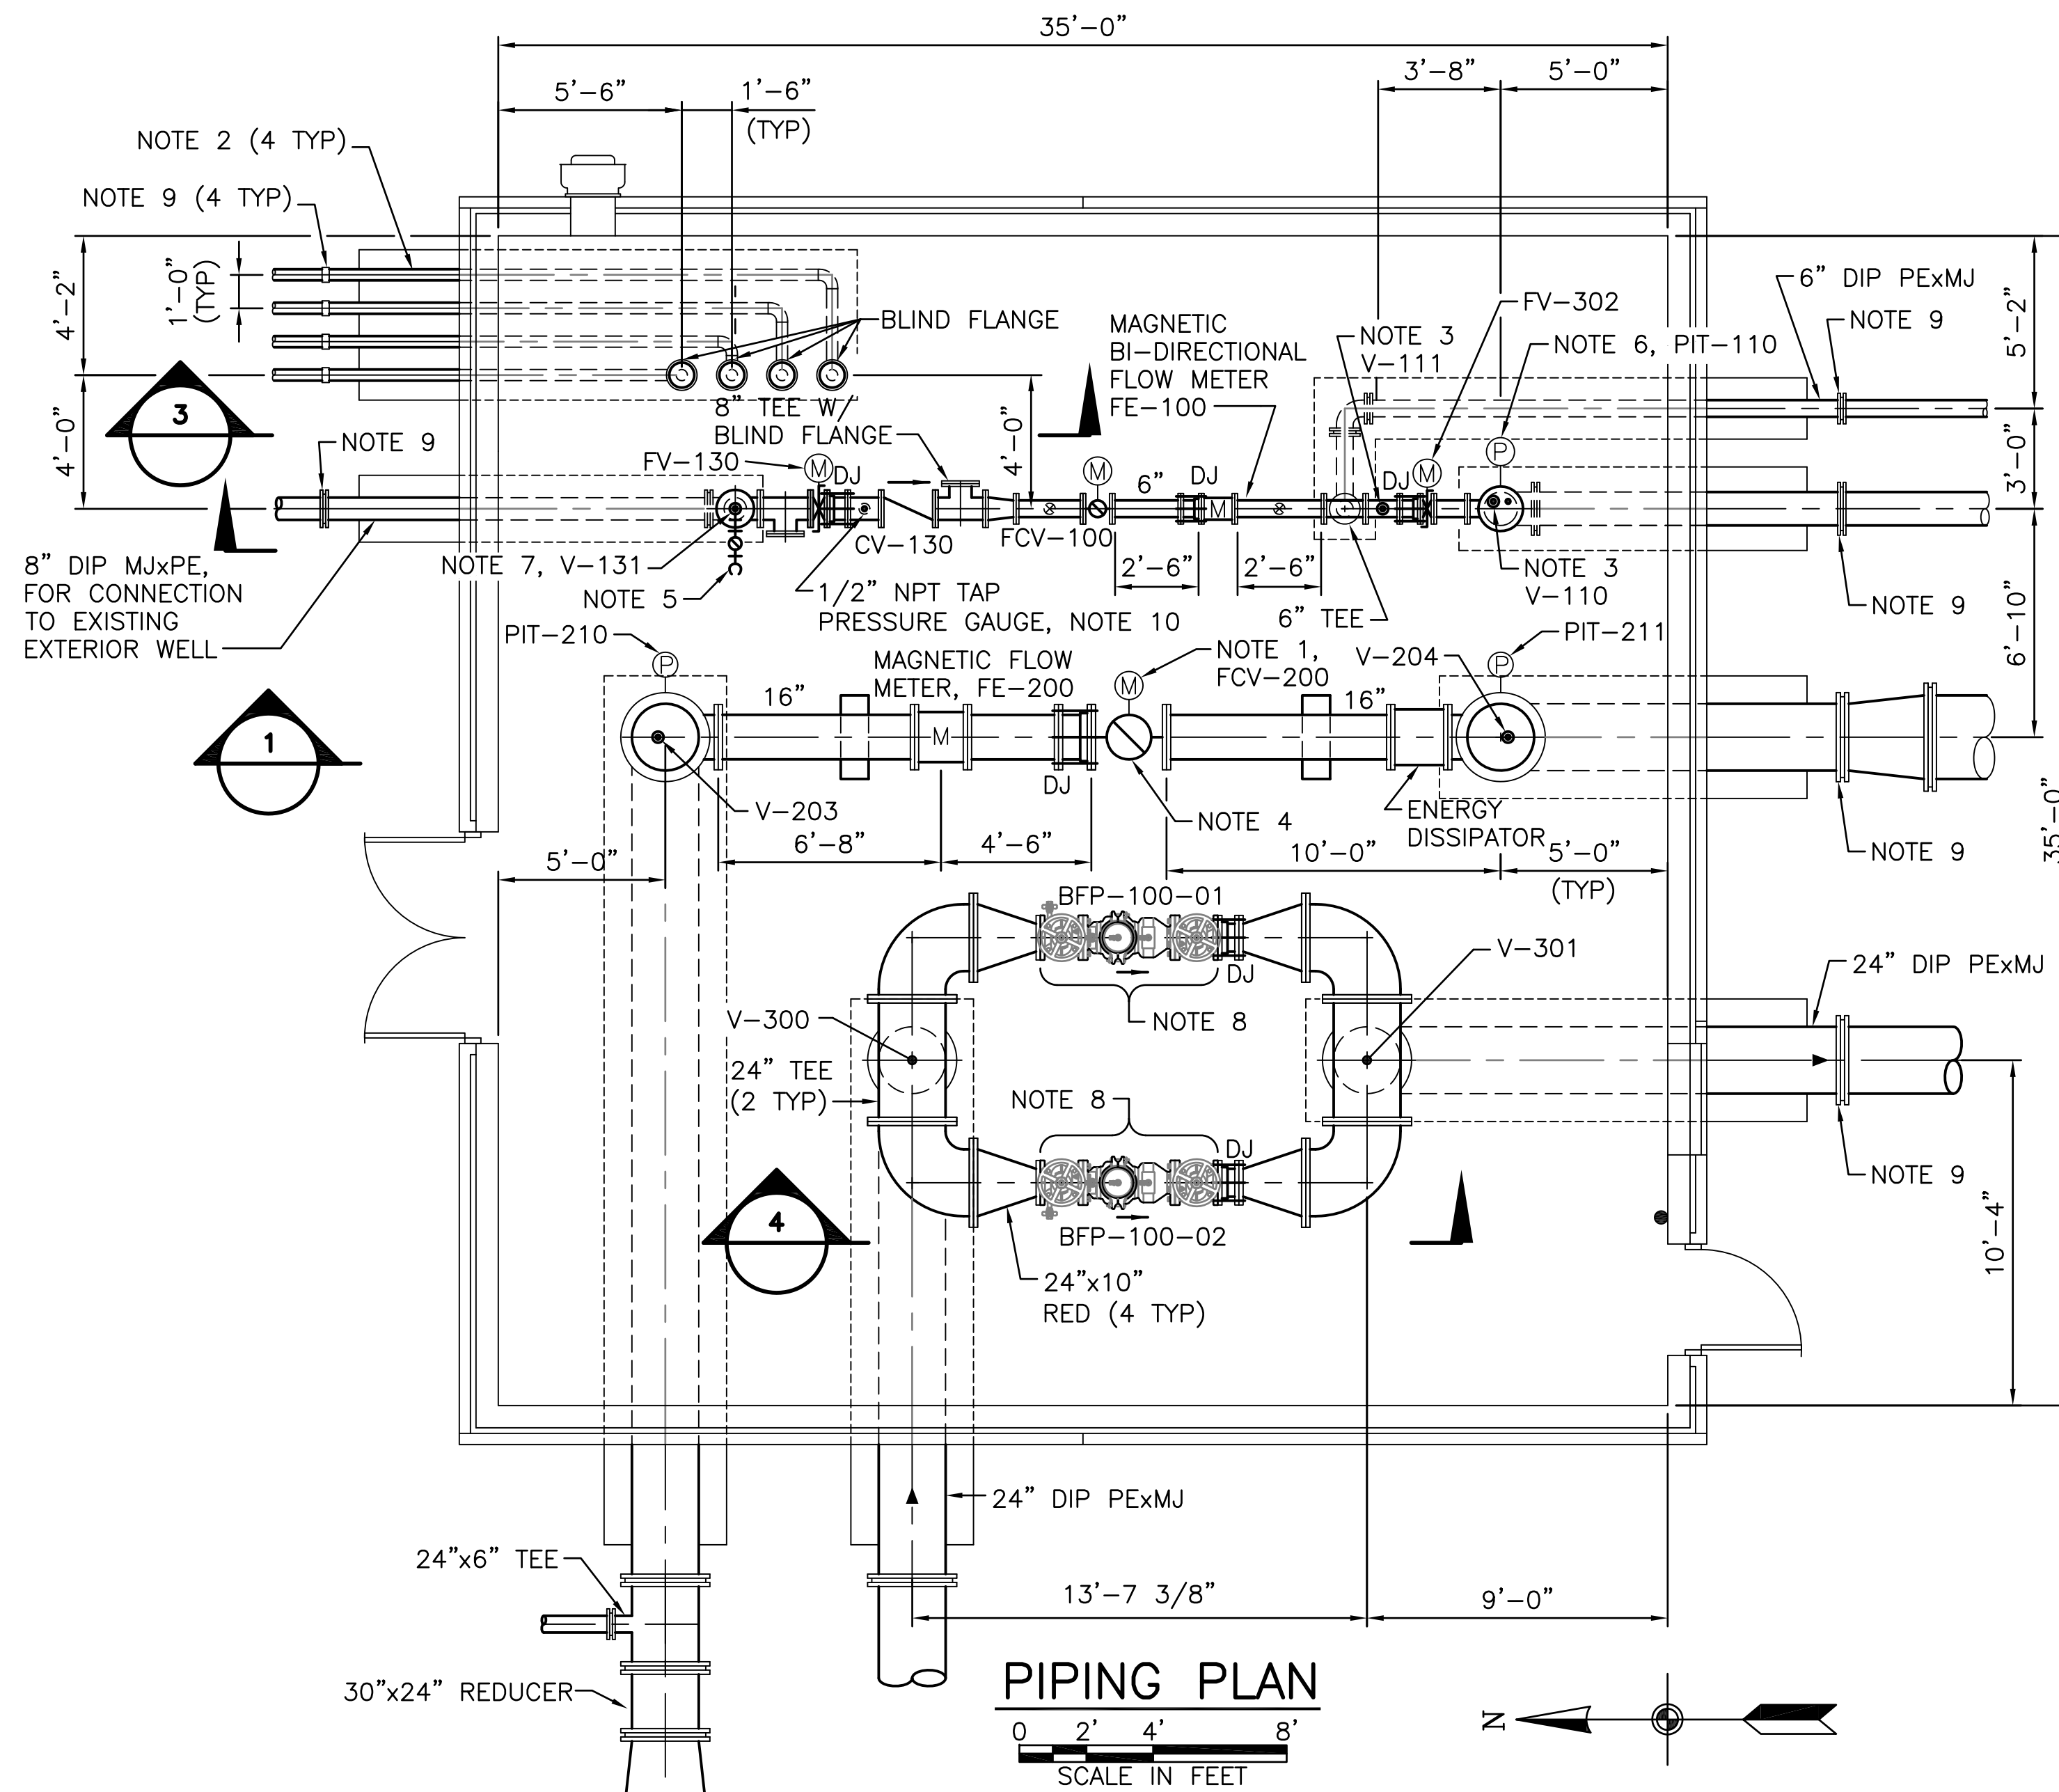 35'-0"
3'-8"
5'-0"
5'-6"
1'-6"
(TYP)
NOTE 2 (4 TYP)
NOTE 9 (4 TYP)
4'-2"
1'-0"
(TYP)
4'-0"
3
NOTE 9
8" DIP MJxPE,
FOR CONNECTION
TO EXISTING
EXTERIOR WELL
BLIND FLANGE
8" TEE W/
BLIND FLANGE
FV-130
M
DJ
CV-130
NOTE 7, V-131
NOTE 5
1/2" NPT TAP
PRESSURE GAUGE, NOTE 10
4'-0"
MAGNETIC
BI-DIRECTIONAL
FLOW METER
FE-100
M
6"
DJ
M
FCV-100
2'-6"
2'-6"
6" TEE
NOTE 3
V-111
FV-302
NOTE 6, PIT-110
P
DJ
M
NOTE 3
V-110
6" DIP PExMJ
NOTE 9
5'-2"
3'-0"
NOTE 9
6'-10"
35'-0"
1
PIT-210
P
16"
MAGNETIC FLOW
METER, FE-200
M
DJ
M
NOTE 1,
FCV-200
NOTE 4
16"
V-204
PIT-211
P
ENERGY
DISSIPATOR
NOTE 9
V-203
5'-0"
6'-8"
4'-6"
10'-0"
5'-0"
(TYP)
BFP-100-01
DJ
NOTE 8
V-300
V-301
24" DIP PExMJ
24" TEE
(2 TYP)
NOTE 8
DJ
NOTE 9
10'-4"
4
BFP-100-02
24"x10"
RED (4 TYP)
24" DIP PExMJ
24"x6" TEE
30"x24" REDUCER
13'-7 3/8"
9'-0"
PIPING PLAN
0 2' 4' 8'
SCALE IN FEET
N